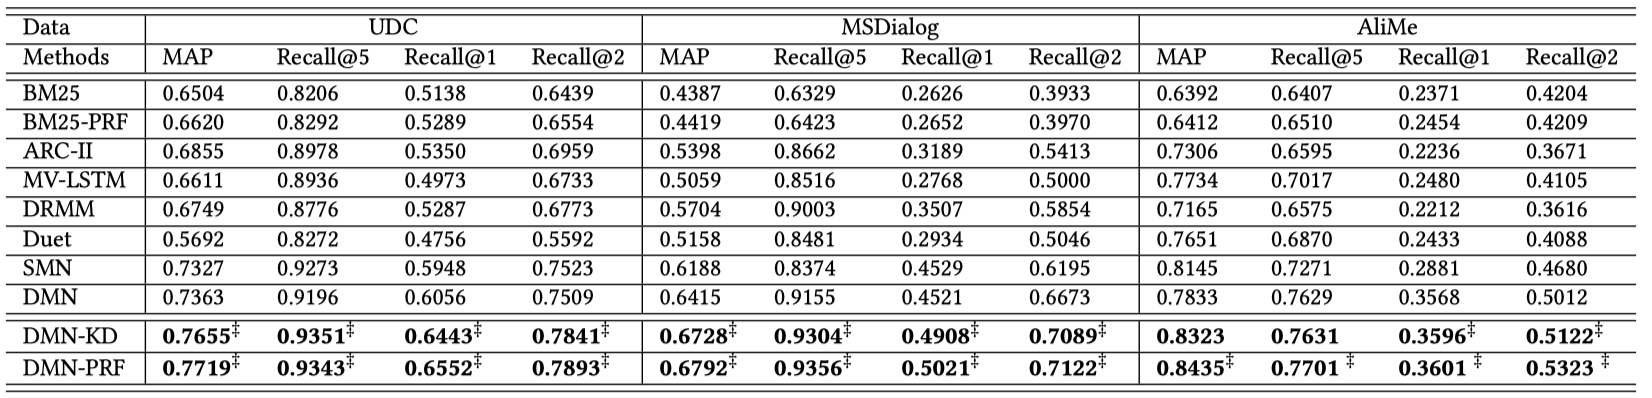 Data UDC MSDialog AliMe
Methods MAP Recall@5 Recall@1 Recall@2 MAP Recall@5 Recall@1 Recall@2 MAP Recall@5 Recall@1 Recall@2
BM25 0.6504 0.8206 0.5138 0.6439 0.4387 0.6329 0.2626 0.3933 0.6392 0.6407 0.2371 0.4204
BM25-PRF 0.6620 0.8292 0.5289 0.6554 0.4419 0.6423 0.2652 0.3970 0.6412 0.6510 0.2454 0.4209
ARC-II 0.6855 0.8978 0.5350 0.6959 0.5398 0.8662 0.3189 0.5413 0.7306 0.6595 0.2236 0.3671
MV-LSTM 0.6611 0.8936 0.4973 0.6733 0.5059 0.8516 0.2768 0.5000 0.7734 0.7017 0.2480 0.4105
DRMM 0.6749 0.8776 0.5287 0.6773 0.5704 0.9003 0.3507 0.5854 0.7165 0.6575 0.2212 0.3616
Duet 0.5692 0.8272 0.4756 0.5592 0.5158 0.8481 0.2934 0.5046 0.7651 0.6870 0.2433 0.4088
SMN 0.7327 0.9273 0.5948 0.7523 0.6188 0.8374 0.4529 0.6195 0.8145 0.7271 0.2881 0.4680
DMN 0.7363 0.9196 0.6056 0.7509 0.6415 0.9155 0.4521 0.6673 0.7833 0.7629 0.3568 0.5012
DMN-KD 0.7655‡ 0.9351‡ 0.6443‡ 0.7841‡ 0.6728‡ 0.9304‡ 0.4908‡ 0.7089‡ 0.8323 0.7631 0.3596‡ 0.5122‡
DMN-PRF 0.7719‡ 0.9343‡ 0.6552‡ 0.7893‡ 0.6792‡ 0.9356‡ 0.5021‡ 0.7122‡ 0.8435‡ 0.7701 ‡ 0.3601 ‡ 0.5323 ‡